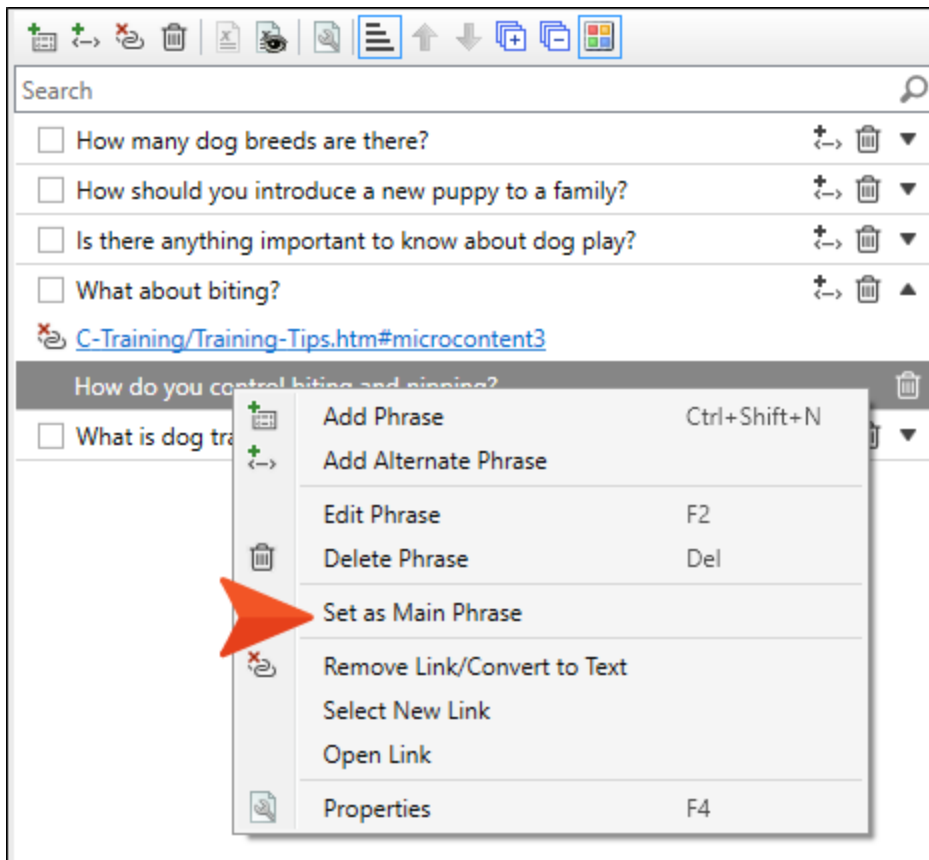 Search
How many dog breeds are there?
How should you introduce a new puppy to a family?
Is there anything important to know about dog play?
What about biting?
C-Training/Training-Tips.htm#microcontent3
How do you control biting and nipping?
What is dog
Add Phrase Ctrl+Shift+N
Add Alternate Phrase
Edit Phrase F2
Delete Phrase Del
Set as Main Phrase
Remove Link/Convert to Text
Select New Link
Open Link
Properties F4